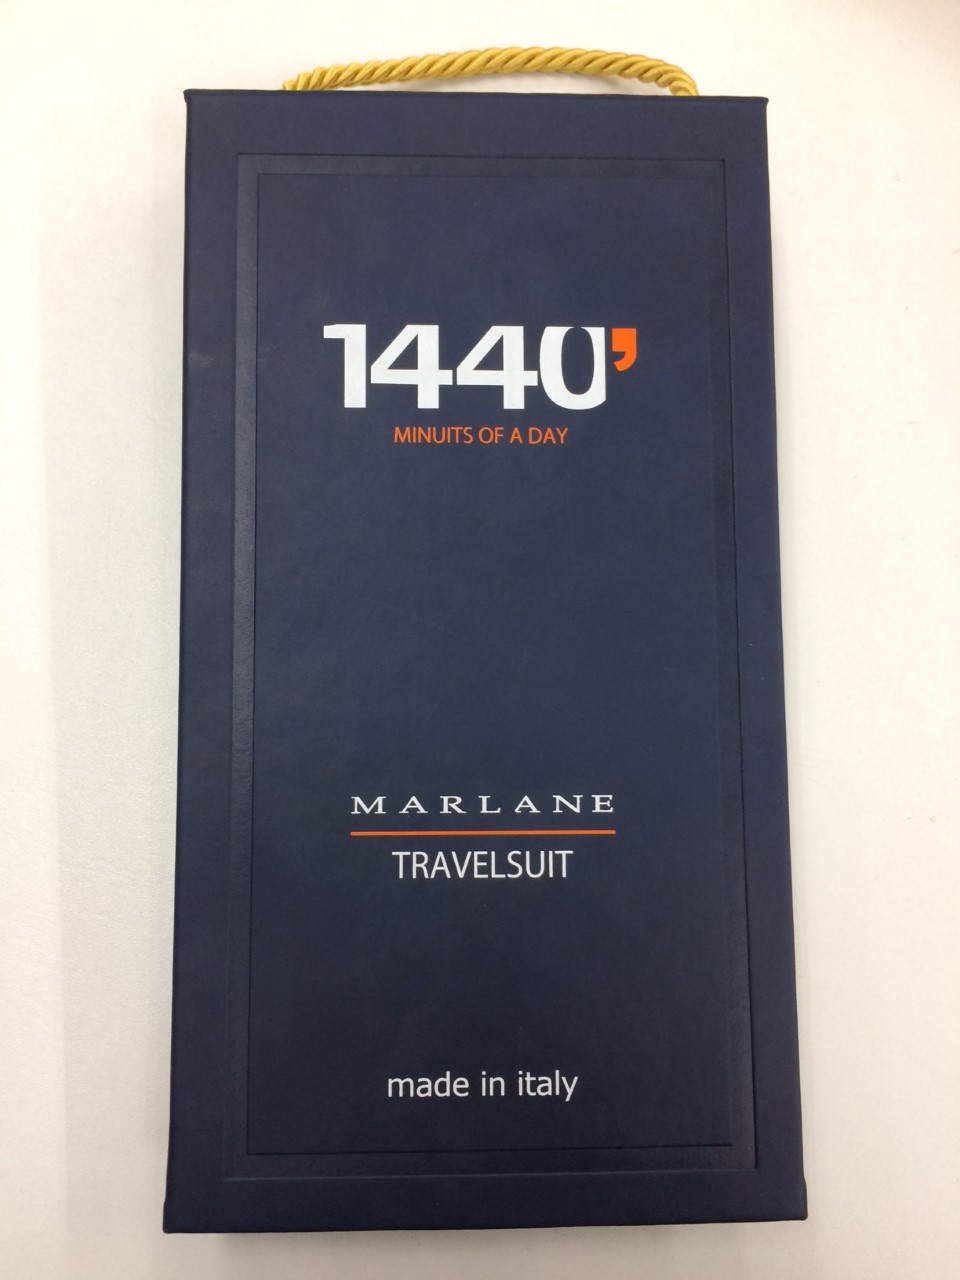 1440’
MINUITS OF A DAY
MARLANE
TRAVELSUIT
made in italy